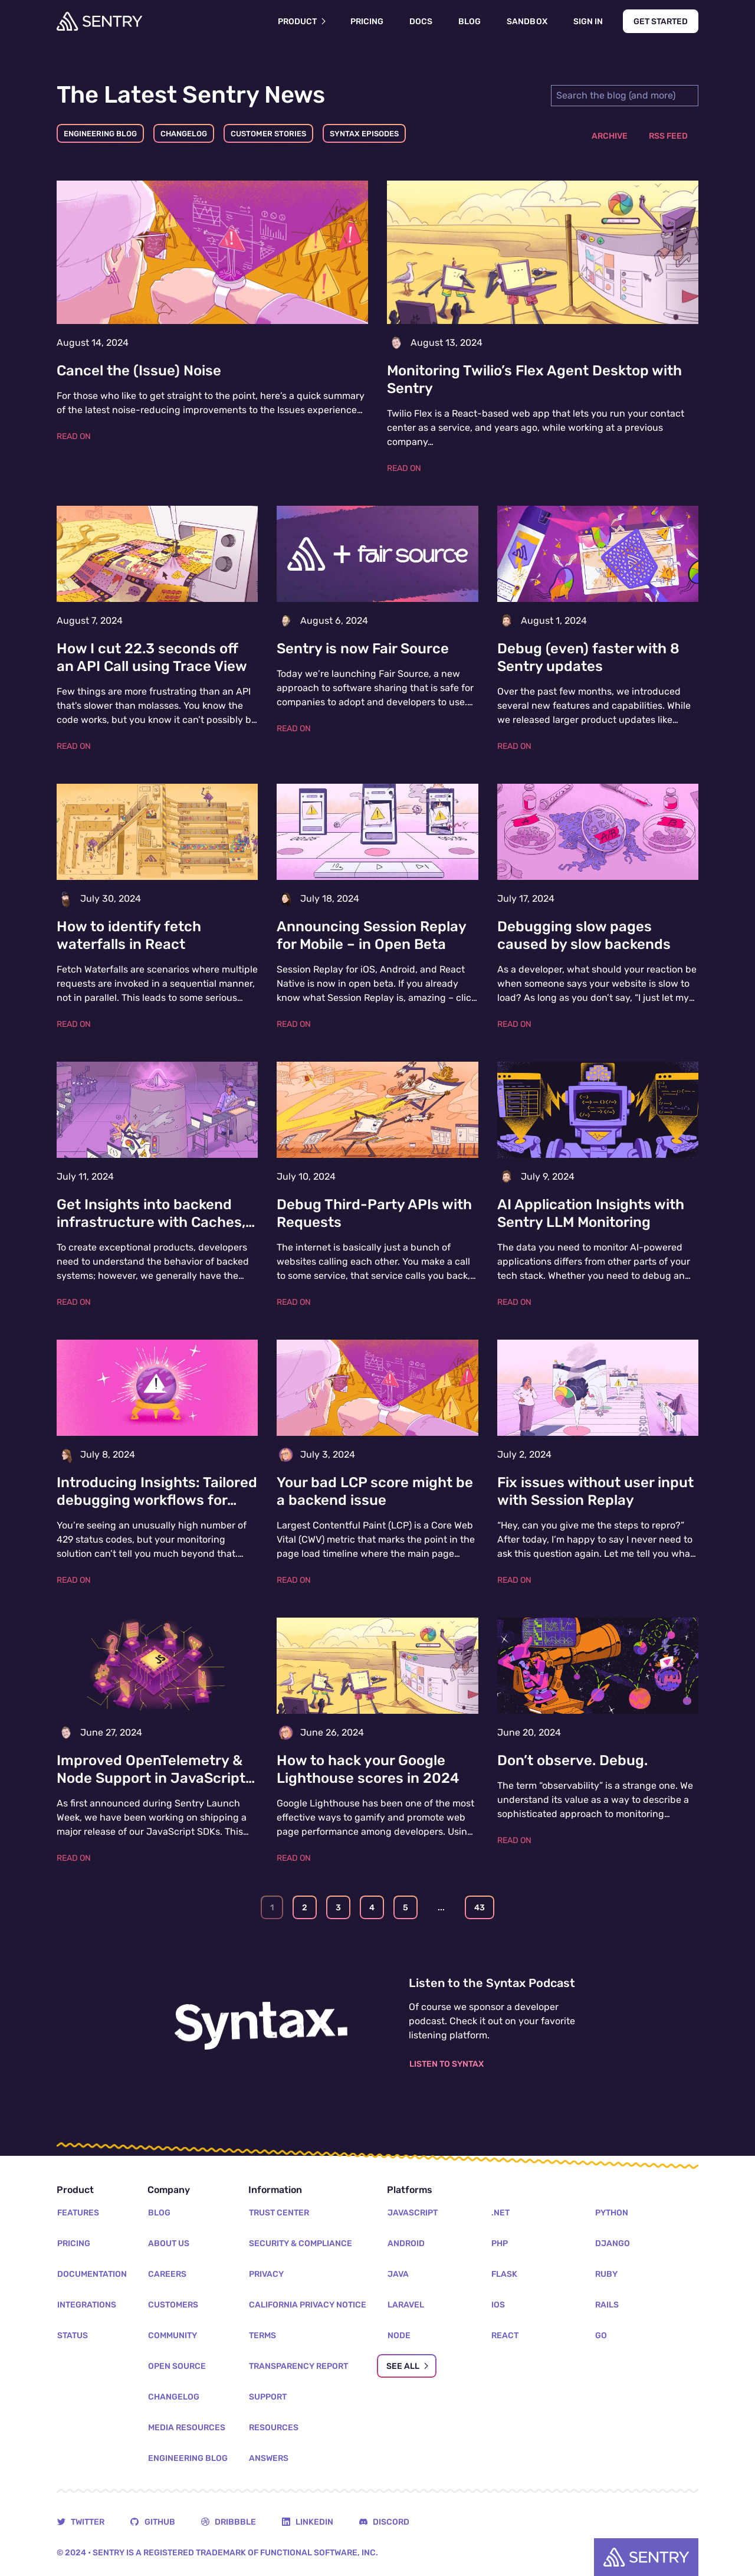 SENTRY
PRODUCT
PRICING
DOCS
BLOG
SANDBOX
SIGN IN
GET STARTED
The Latest Sentry News
Search the blog (and more)
ENGINEERING BLOG
CHANGELOG
CUSTOMER STORIES
SYNTAX EPISODES
ARCHIVE
RSS FEED
August 14, 2024
Cancel the (Issue) Noise
For those who like to get straight to the point, here's a quick summary
of the latest noise-reducing improvements to the Issues experience…
READ ON
August 13, 2024
Monitoring Twilio's Flex Agent Desktop with
Sentry
Twilio Flex is a React-based web app that lets you run your contact
center as a service, and years ago, while working at a previous
company…
READ ON
August 7, 2024
How I cut 22.3 seconds off
an API Call using Trace View
Few things are more frustrating than an API
that's slower than molasses. You know the
code works, but you know it can't possibly b…
READ ON
+ fair source
August 6, 2024
Sentry is now Fair Source
Today we're launching Fair Source, a new
approach to software sharing that is safe for
companies to adopt and developers to use.…
READ ON
August 1, 2024
Debug (even) faster with 8
Sentry updates
Over the past few months, we introduced
several new features and capabilities. While
we released larger product updates like…
READ ON
July 30, 2024
How to identify fetch
waterfalls in React
Fetch Waterfalls are scenarios where multiple
requests are invoked in a sequential manner,
not in parallel. This leads to some serious…
READ ON
July 18, 2024
Announcing Session Replay
for Mobile – in Open Beta
Session Replay for iOS, Android, and React
Native is now in open beta. If you already
know what Session Replay is, amazing – clic…
READ ON
July 17, 2024
Debugging slow pages
caused by slow backends
As a developer, what should your reaction be
when someone says your website is slow to
load? As long as you don't say, "I just let my…
READ ON
July 11, 2024
Get Insights into backend
infrastructure with Caches,…
To create exceptional products, developers
need to understand the behavior of backed
systems; however, we generally have the…
READ ON
July 10, 2024
Debug Third-Party APIs with
Requests
The internet is basically just a bunch of
websites calling each other. You make a call
to some service, that service calls you back,…
READ ON
July 9, 2024
AI Application Insights with
Sentry LLM Monitoring
The data you need to monitor AI-powered
applications differs from other parts of your
tech stack. Whether you need to debug an…
READ ON
July 8, 2024
Introducing Insights: Tailored
debugging workflows for…
You're seeing an unusually high number of
429 status codes, but your monitoring
solution can't tell you much beyond that.…
READ ON
July 3, 2024
Your bad LCP score might be
a backend issue
Largest Contentful Paint (LCP) is a Core Web
Vital (CWV) metric that marks the point in the
page load timeline where the main page…
READ ON
July 2, 2024
Fix issues without user input
with Session Replay
"Hey, can you give me the steps to repro?"
After today, I'm happy to say I never need to
ask this question again. Let me tell you wha…
READ ON
June 27, 2024
Improved OpenTelemetry &
Node Support in JavaScript…
As first announced during Sentry Launch
Week, we have been working on shipping a
major release of our JavaScript SDKs. This…
READ ON
June 26, 2024
How to hack your Google
Lighthouse scores in 2024
Google Lighthouse has been one of the most
effective ways to gamify and promote web
page performance among developers. Usin…
READ ON
June 20, 2024
Don't observe. Debug.
The term "observability" is a strange one. We
understand its value as a way to describe a
sophisticated approach to monitoring…
READ ON
1 2 3 4 5 … 43
Syntax.
Listen to the Syntax Podcast
Of course we sponsor a developer
podcast. Check it out on your favorite
listening platform.
LISTEN TO SYNTAX
Product
FEATURES
PRICING
DOCUMENTATION
INTEGRATIONS
STATUS
Company
BLOG
ABOUT US
CAREERS
CUSTOMERS
COMMUNITY
OPEN SOURCE
CHANGELOG
MEDIA RESOURCES
ENGINEERING BLOG
Information
TRUST CENTER
SECURITY & COMPLIANCE
PRIVACY
CALIFORNIA PRIVACY NOTICE
TERMS
TRANSPARENCY REPORT
SUPPORT
RESOURCES
ANSWERS
Platforms
JAVASCRIPT
ANDROID
JAVA
LARAVEL
NODE
SEE ALL
.NET
PHP
FLASK
IOS
REACT
PYTHON
DJANGO
RUBY
RAILS
GO
TWITTER
GITHUB
DRIBBBLE
LINKEDIN
DISCORD
© 2024 • SENTRY IS A REGISTERED TRADEMARK OF FUNCTIONAL SOFTWARE, INC.
SENTRY